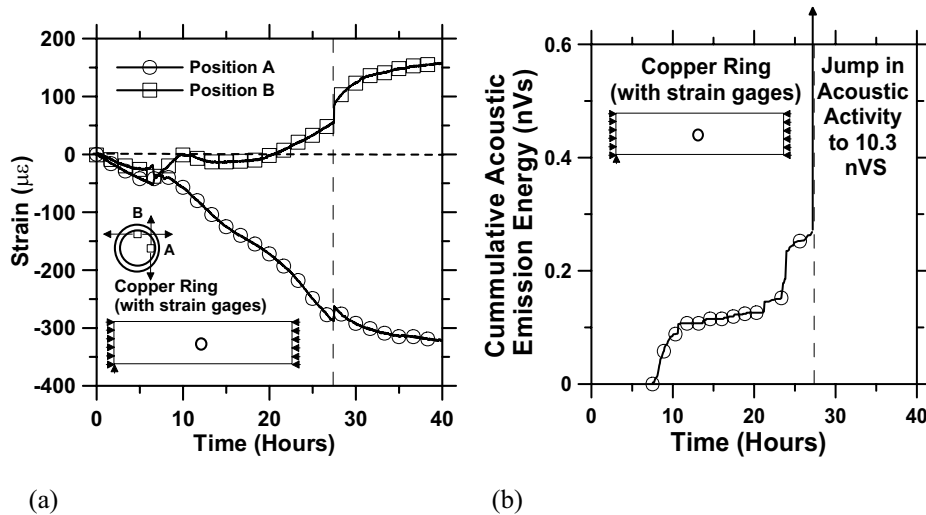 200
100
0
-100
-200
-300
-400
Strain (με)
Position A
Position B
B
A
Copper Ring
(with strain gages)
0 10 20 30 40
Time (Hours)
(a)
0.6
0.4
0.2
0
Cummulative Acoustic
Emission Energy (nVs)
Copper Ring
(with strain gages)
Jump in
Acoustic
Activity
to 10.3
nVS
0 10 20 30 40
Time (Hours)
(b)